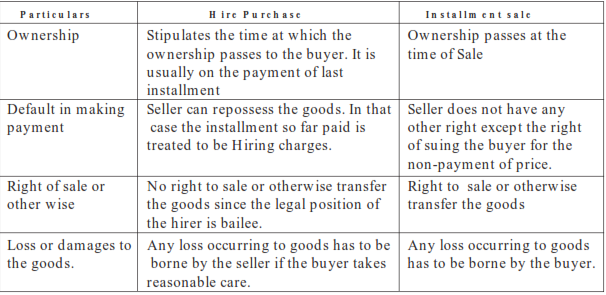 Particulars Hire Purchase Installment sale
Ownership Stipulates the time at which the Ownership passes at the
ownership passes to the buyer. It is time of Sale
usually on the payment of last
installment
Default in making Seller can repossess the goods. In that Seller does not have any
payment case the installment so far paid is other right except the right
treated to be Hiring charges. of suing the buyer for the
non-payment of price.
Right of sale or No right to sale or otherwise transfer Right to sale or otherwise
other wise the goods since the legal position of transfer the goods
the hirer is bailee.
Loss or damages to Any loss occurring to goods has to be Any loss occurring to goods
the goods. borne by the seller if the buyer takes has to be borne by the buyer.
reasonable care.